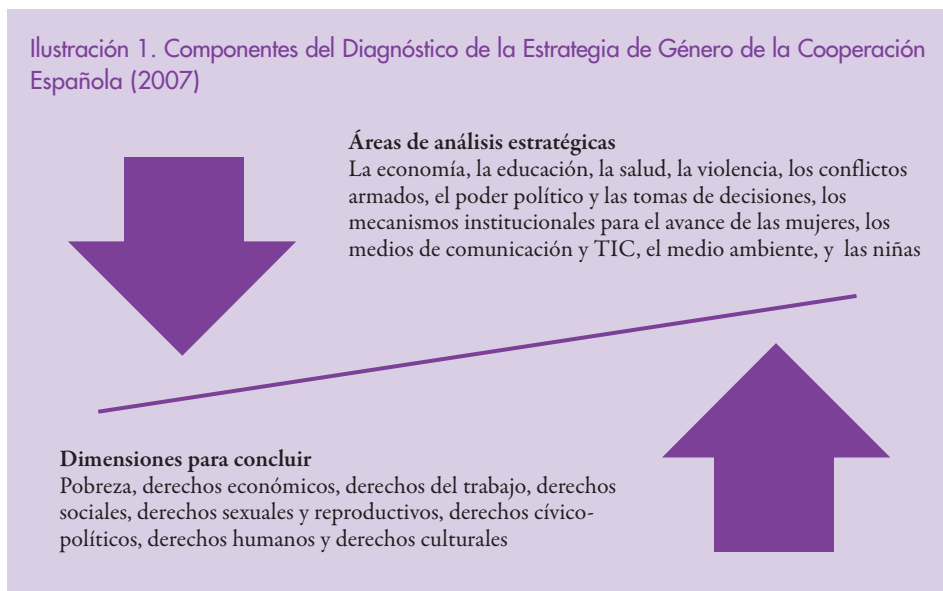 Ilustración 1. Componentes del Diagnóstico de la Estrategia de Género de la Cooperación
Española (2007)
Áreas de análisis estratégicas
La economía, la educación, la salud, la violencia, los conflictos
armados, el poder político y las tomas de decisiones, los
mecanismos institucionales para el avance de las mujeres, los
medios de comunicación y TIC, el medio ambiente, y las niñas
Dimensiones para concluir
Pobreza, derechos económicos, derechos del trabajo, derechos
sociales, derechos sexuales y reproductivos, derechos cívico-
políticos, derechos humanos y derechos culturales